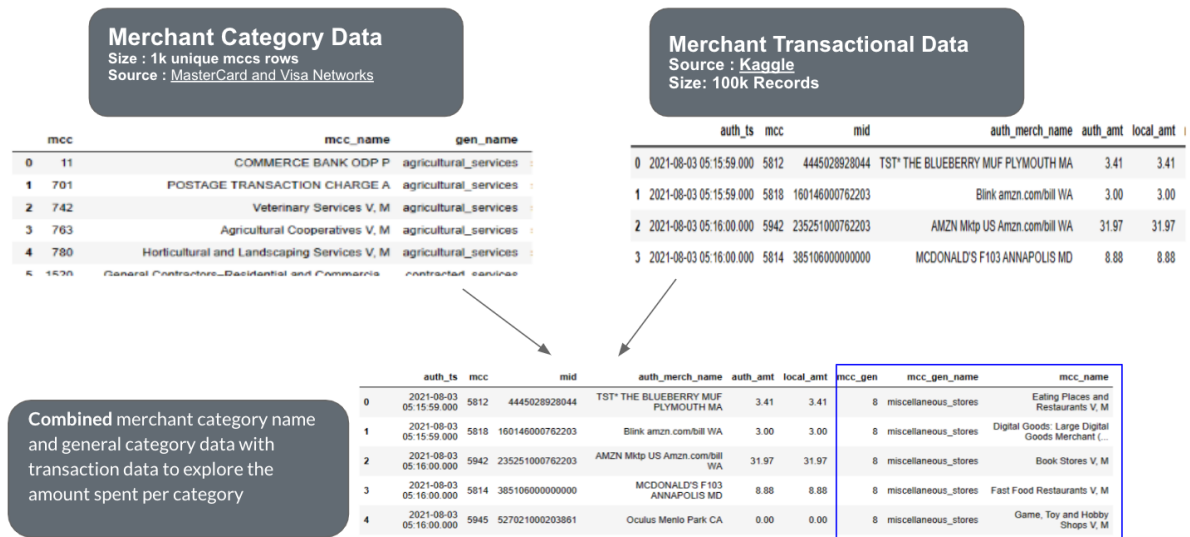 Merchant Category Data
Size : 1k unique mccs rows
Source : MasterCard and Visa Networks
Merchant Transactional Data
Source : Kaggle
Size: 100k Records
mcc mcc_name gen_name
0 11 COMMERCE BANK ODP P agricultural_services
1 701 POSTAGE TRANSACTION CHARGE A agricultural_services
2 742 Veterinary Services V, M agricultural_services
3 763 Agricultural Cooperatives V, M agricultural_services
4 780 Horticultural and Landscaping Services V, M agricultural_services
5 1520 General Contractors–Residential and Commercia contracted_services
auth_ts mcc mid auth_merch_name auth_amt local_amt
0 2021-08-03 05:15:59.000 5812 4445028928044 TST* THE BLUEBERRY MUF PLYMOUTH MA 3.41 3.41
1 2021-08-03 05:15:59.000 5818 160146000762203 Blink amzn.com/bill WA 3.00 3.00
2 2021-08-03 05:16:00.000 5942 235251000762203 AMZN Mktp US Amzn.com/bill WA 31.97 31.97
3 2021-08-03 05:16:00.000 5814 385106000000000 MCDONALD'S F103 ANNAPOLIS MD 8.88 8.88
Combined merchant category name
and general category data with
transaction data to explore the
amount spent per category
auth_ts mcc mid auth_merch_name auth_amt local_amt mcc_gen mcc_gen_name mcc_name
0 2021-08-03 05:15:59.000 5812 4445028928044 TST* THE BLUEBERRY MUF PLYMOUTH MA 3.41 3.41 8 miscellaneous_stores Eating Places and Restaurants V, M
1 2021-08-03 05:15:59.000 5818 160146000762203 Blink amzn.com/bill WA 3.00 3.00 8 miscellaneous_stores Digital Goods: Large Digital Goods Merchant (...
2 2021-08-03 05:16:00.000 5942 235251000762203 AMZN Mktp US Amzn.com/bill WA 31.97 31.97 8 miscellaneous_stores Book Stores V, M
3 2021-08-03 05:16:00.000 5814 385106000000000 MCDONALD'S F103 ANNAPOLIS MD 8.88 8.88 8 miscellaneous_stores Fast Food Restaurants V, M
4 2021-08-03 05:16:00.000 5945 527021000203861 Oculus Menlo Park CA 0.00 0.00 8 miscellaneous_stores Game, Toy and Hobby Shops V, M